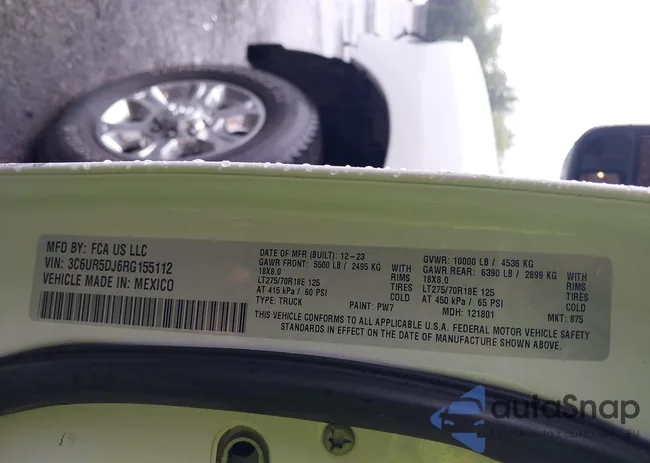 MFD BY: FCA US LLC
VIN: 3C6UR5DJ6RG155112
VEHICLE MADE IN: MEXICO
DATE OF MFR (BUILT): 12-23
GAWR FRONT: 5500 LB / 2495 KG WITH
18X8.0 RIMS
LT275/70R18E 125 TIRES
AT 415 kPa / 60 PSI COLD
TYPE: TRUCK PAINT: PW7
GVWR: 10000 LB / 4536 KG
GAWR REAR: 6390 LB / 2899 KG WITH
18X8.0 RIMS
LT275/70R18E 125 TIRES
AT 450 kPa / 65 PSI COLD
MDH: 121801 MKT: 875
THIS VEHICLE CONFORMS TO ALL APPLICABLE U.S.A. FEDERAL MOTOR VEHICLE SAFETY
STANDARDS IN EFFECT ON THE DATE OF MANUFACTURE SHOWN ABOVE.
autaSnap